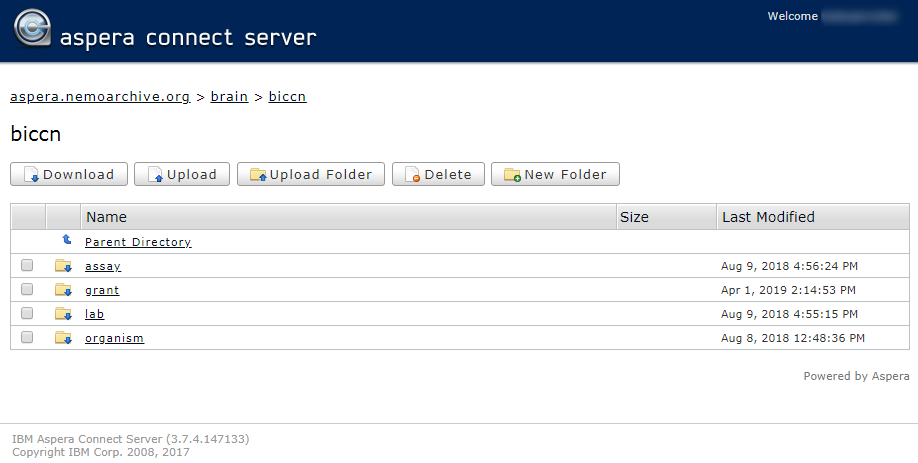 Welcome
aspera connect server
aspera.nemoarchive.org > brain > biccn
biccn
Download Upload Upload Folder Delete New Folder
Name Size Last Modified
Parent Directory
assay Aug 9, 2018 4:56:24 PM
grant Apr 1, 2019 2:14:53 PM
lab Aug 9, 2018 4:55:15 PM
organism Aug 8, 2018 12:48:36 PM
Powered by Aspera
IBM Aspera Connect Server (3.7.4.147133)
Copyright IBM Corp. 2008, 2017